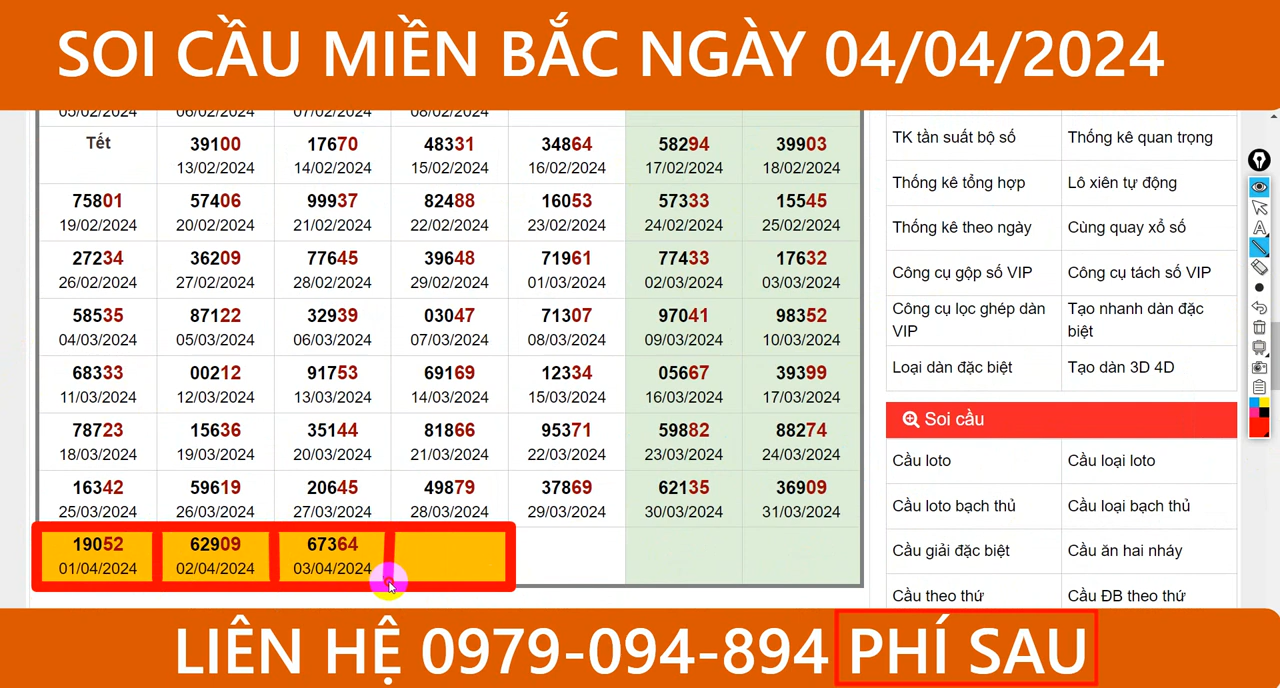 SOI CẦU MIỀN BẮC NGÀY 04/04/2024
05/02/2024 06/02/2024 07/02/2024 08/02/2024
Tết 39100 17670 48331 34864 58294 39903
13/02/2024 14/02/2024 15/02/2024 16/02/2024 17/02/2024 18/02/2024
75801 57406 99937 82488 16053 57333 15545
19/02/2024 20/02/2024 21/02/2024 22/02/2024 23/02/2024 24/02/2024 25/02/2024
27234 36209 77645 39648 71961 77433 17632
26/02/2024 27/02/2024 28/02/2024 29/02/2024 01/03/2024 02/03/2024 03/03/2024
58535 87122 32939 03047 71307 97041 98352
04/03/2024 05/03/2024 06/03/2024 07/03/2024 08/03/2024 09/03/2024 10/03/2024
68333 00212 91753 69169 12334 05667 39399
11/03/2024 12/03/2024 13/03/2024 14/03/2024 15/03/2024 16/03/2024 17/03/2024
78723 15636 35144 81866 95371 59882 88274
18/03/2024 19/03/2024 20/03/2024 21/03/2024 22/03/2024 23/03/2024 24/03/2024
16342 59619 20645 49879 37869 62135 36909
25/03/2024 26/03/2024 27/03/2024 28/03/2024 29/03/2024 30/03/2024 31/03/2024
19052 62909 67364
01/04/2024 02/04/2024 03/04/2024
TK tần suất bộ số Thống kê quan trọng
Thống kê tổng hợp Lô xiên tự động
Thống kê theo ngày Cùng quay xổ số
Công cụ gộp số VIP Công cụ tách số VIP
Công cụ lọc ghép dàn Tạo nhanh dàn đặc
VIP biệt
Loại dàn đặc biệt Tạo dàn 3D 4D
Soi cầu
Cầu loto Cầu loại loto
Cầu loto bạch thủ Cầu loại bạch thủ
Cầu giải đặc biệt Cầu ăn hai nháy
Cầu theo thứ Cầu ĐB theo thứ
A
LIÊN HỆ 0979-094-894 PHÍ SAU